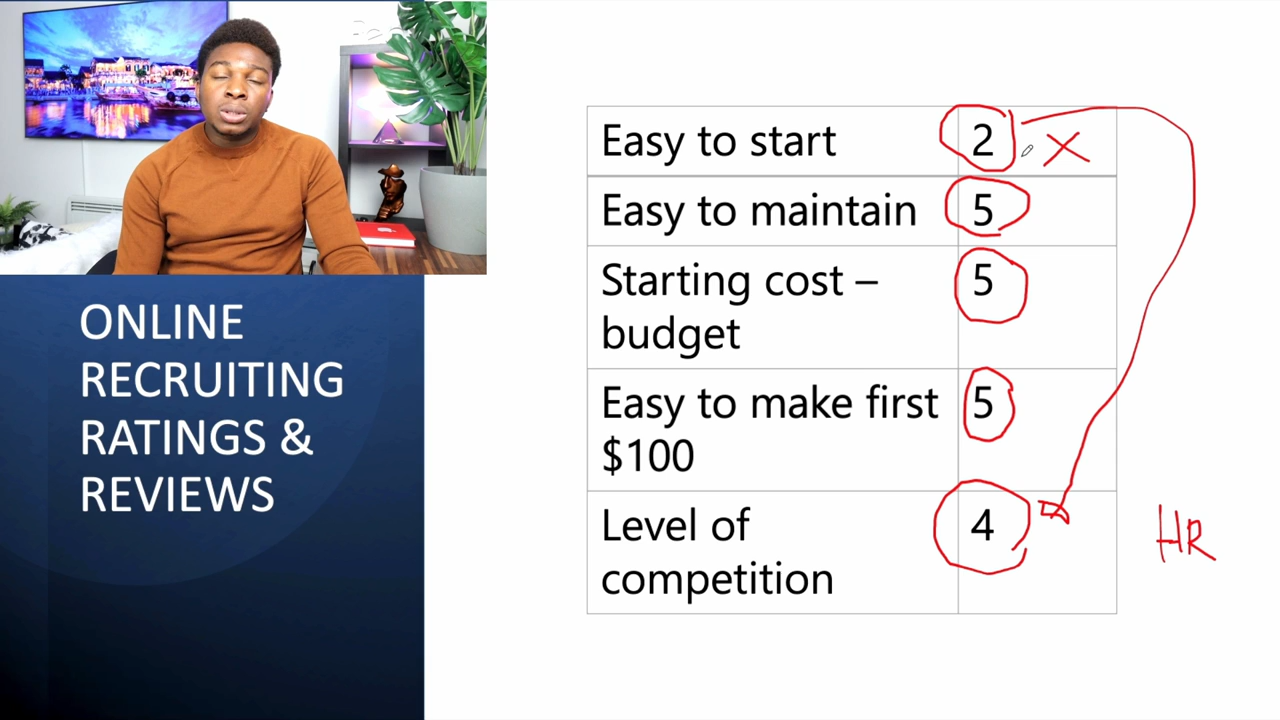 ONLINE
RECRUITING
RATINGS &
REVIEWS
Easy to start 2 X
Easy to maintain 5
Starting cost – 5
budget
Easy to make first 5
$100
Level of 4
competition
HR